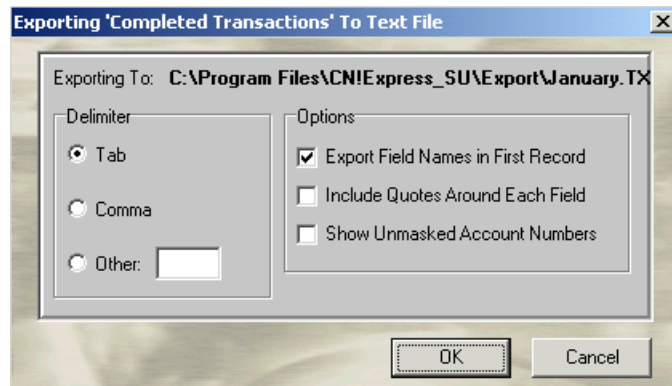 Exporting 'Completed Transactions' To Text File
Exporting To: C:\Program Files\CN!Express_SU\Export\January.TX
Delimiter
Tab
Comma
Other:
Options
Export Field Names in First Record
Include Quotes Around Each Field
Show Unmasked Account Numbers
OK Cancel